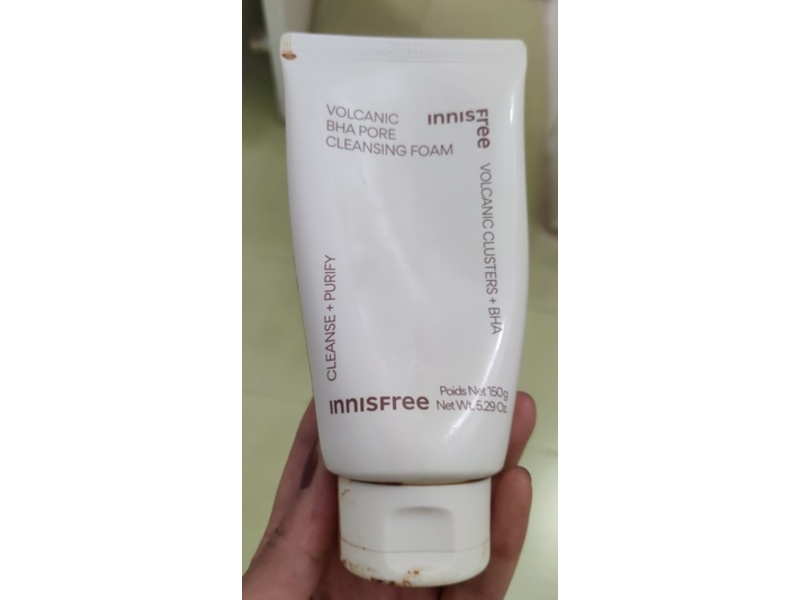 VOLCANIC
BHA PORE
CLEANSING FOAM
innisFree
VOLCANIC CLUSTERS + BHA
CLEANSE + PURIFY
innisFree
Poids Net 150g
Net Wt. 5.29 Oz.